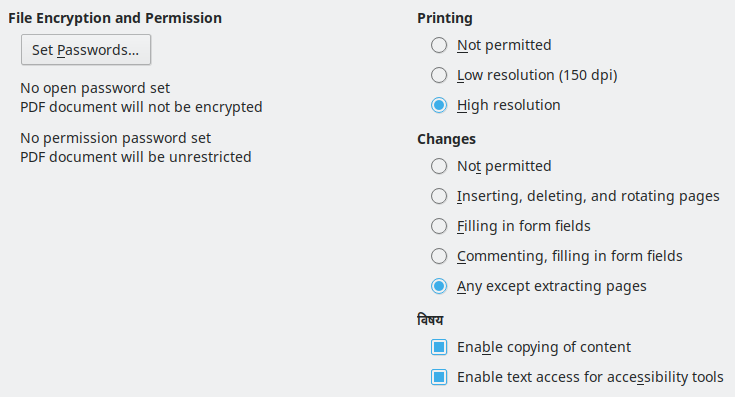 File Encryption and Permission
Set Passwords...
No open password set
PDF document will not be encrypted
No permission password set
PDF document will be unrestricted
Printing
Not permitted
Low resolution (150 dpi)
High resolution
Changes
Not permitted
Inserting, deleting, and rotating pages
Filling in form fields
Commenting, filling in form fields
Any except extracting pages
विषय
Enable copying of content
Enable text access for accessibility tools